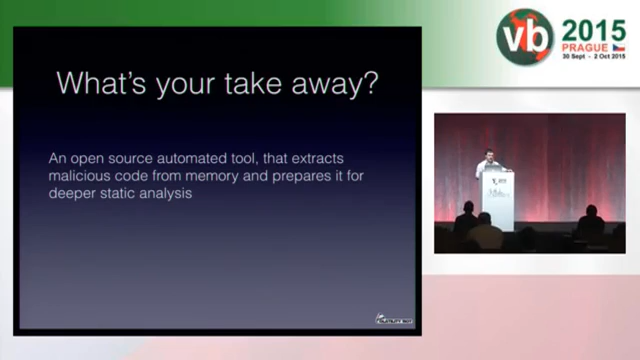 What's your take away?
An open source automated tool, that extracts
malicious code from memory and prepares it for
deeper static analysis
vb
2015
PRAGUE
30 Sept - 2 Oct 2015